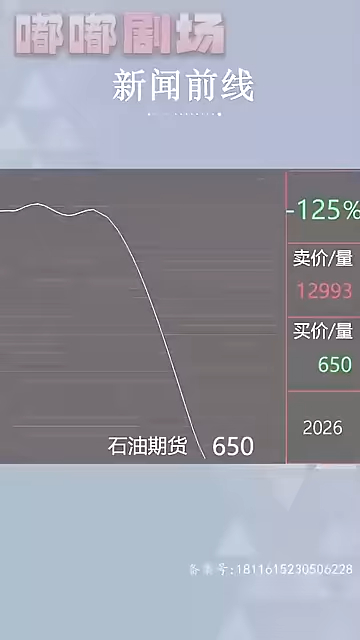 嘟嘟剧场
新闻前线
-125%
卖价/量
12993
买价/量
650
2026
石油期货 650
备案号:1811615230506228